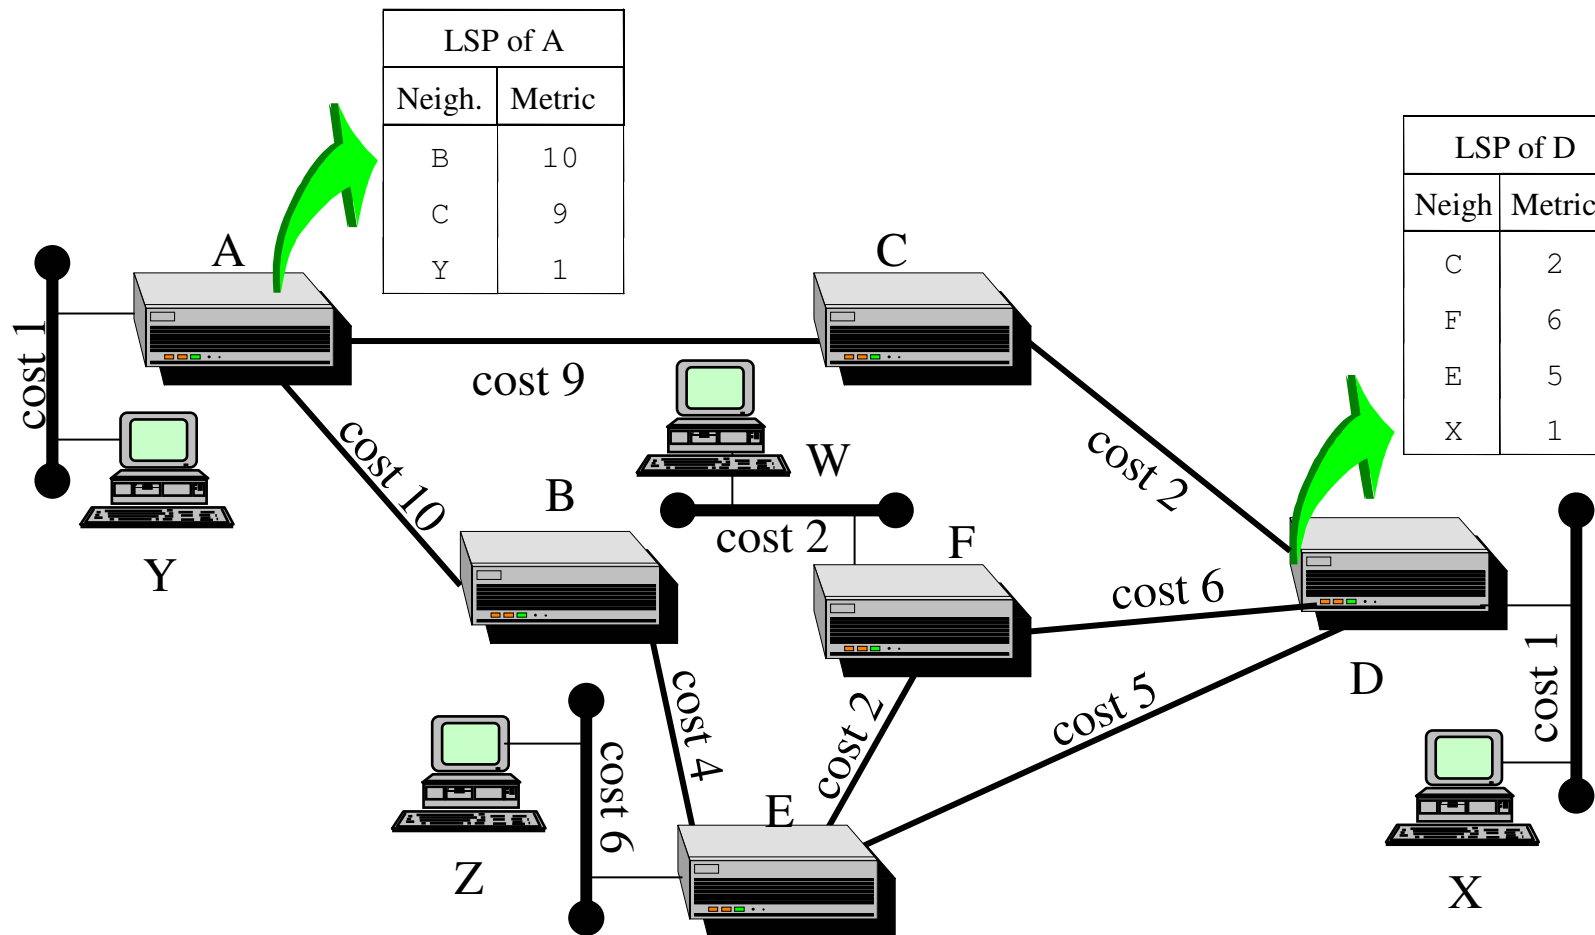 LSP of A
Neigh. Metric
B 10
C 9
Y 1
LSP of D
Neigh Metric
C 2
F 6
E 5
X 1
A
C
cost 1
cost 9
cost 10
W
cost 2
cost 2
Y
B
F
cost 6
D
cost 4
cost 2
cost 5
cost 1
Z
cost 6
E
X